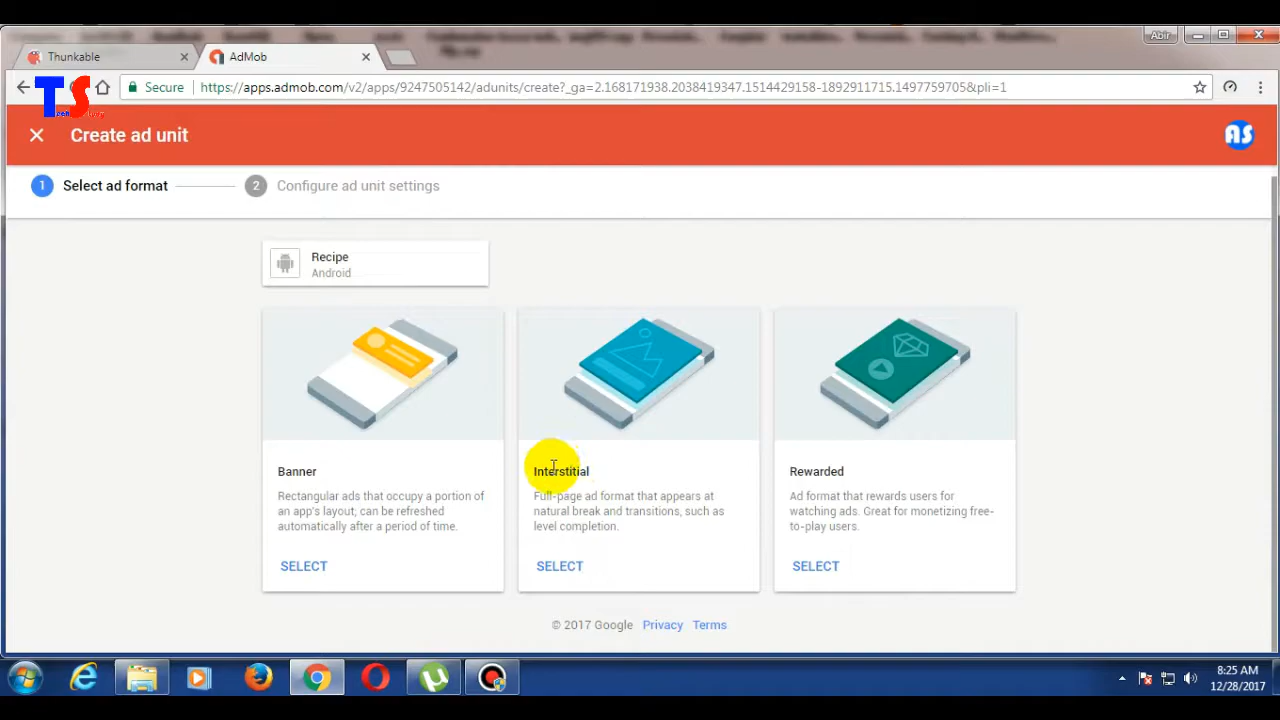 Abir
Thunkable
AdMob
Secure
https://apps.admob.com/v2/apps/9247505142/adunits/create?_ga=2.168171938.2038419347.1514429158-1892911715.1497759705&pli=1
TS
Create ad unit
AS
1 Select ad format
2 Configure ad unit settings
Recipe
Android
Banner
Rectangular ads that occupy a portion of
an app's layout; can be refreshed
automatically after a period of time.
SELECT
Interstitial
Full-page ad format that appears at
natural break and transitions, such as
level completion.
SELECT
Rewarded
Ad format that rewards users for
watching ads. Great for monetizing free-
to-play users.
SELECT
© 2017 Google Privacy Terms
8:25 AM
12/28/2017